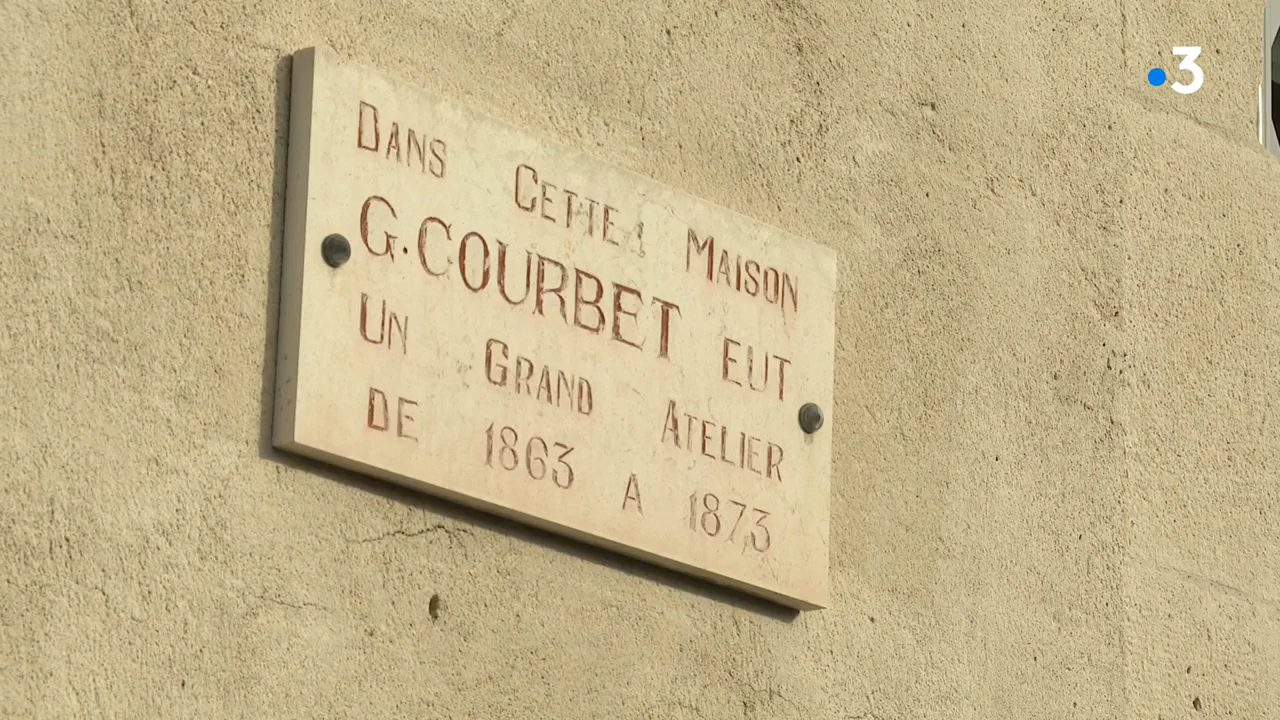 3
DANS CETTE MAISON
G. COURBET EUT
UN GRAND ATELIER
DE 1863 A 1873